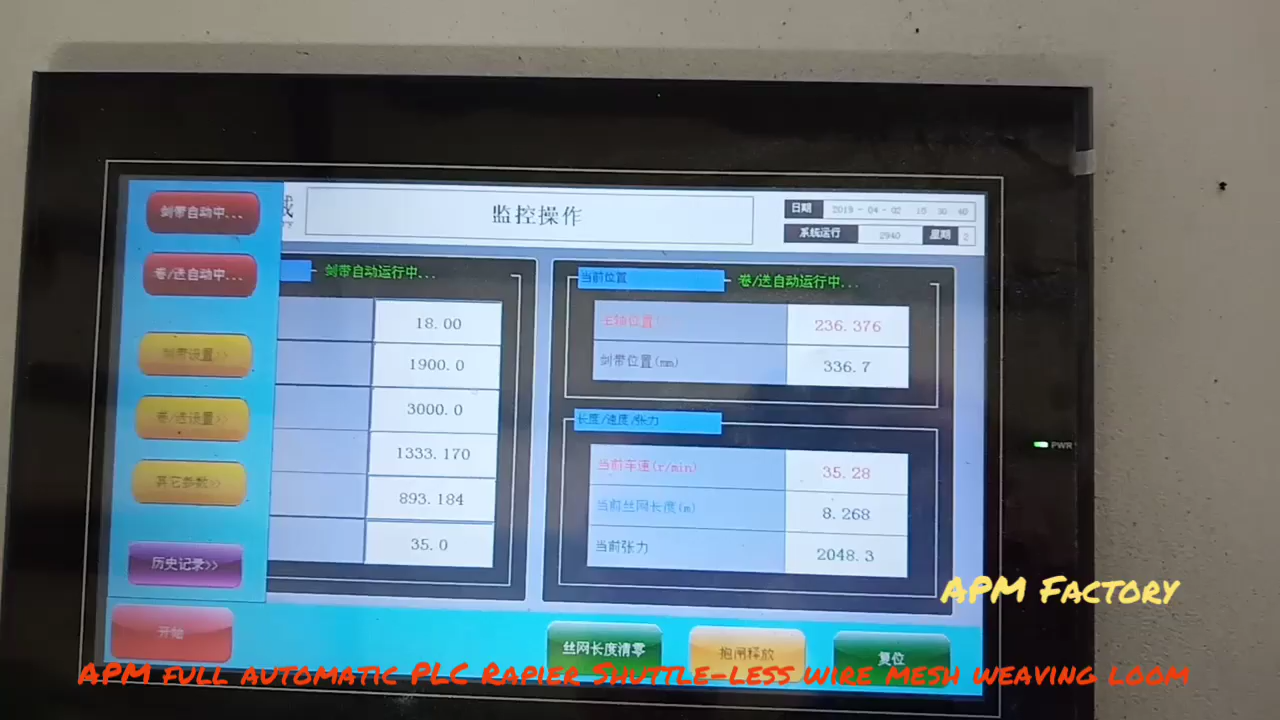 剑带自动中...
监控操作
日期 2019 - 04 - 02
系统运行 2940 星期 2
卷/送自动中...
剑带自动运行中...
当前位置
卷/送自动运行中...
18.00
主轴位置
236.376
剑带设置>>
1900.0
剑带位置(mm)
336.7
卷/送设置>>
3000.0
长度/速度/张力
1333.170
当前车速(r/min)
35.28
其它参数>>
893.184
当前丝网长度(m)
8.268
35.0
当前张力
2048.3
历史记录>>
开始
丝网长度清零
抱闸释放
复位
PWR
APM Factory
APM full automatic PLC Rapier Shuttle-less wire mesh weaving loom